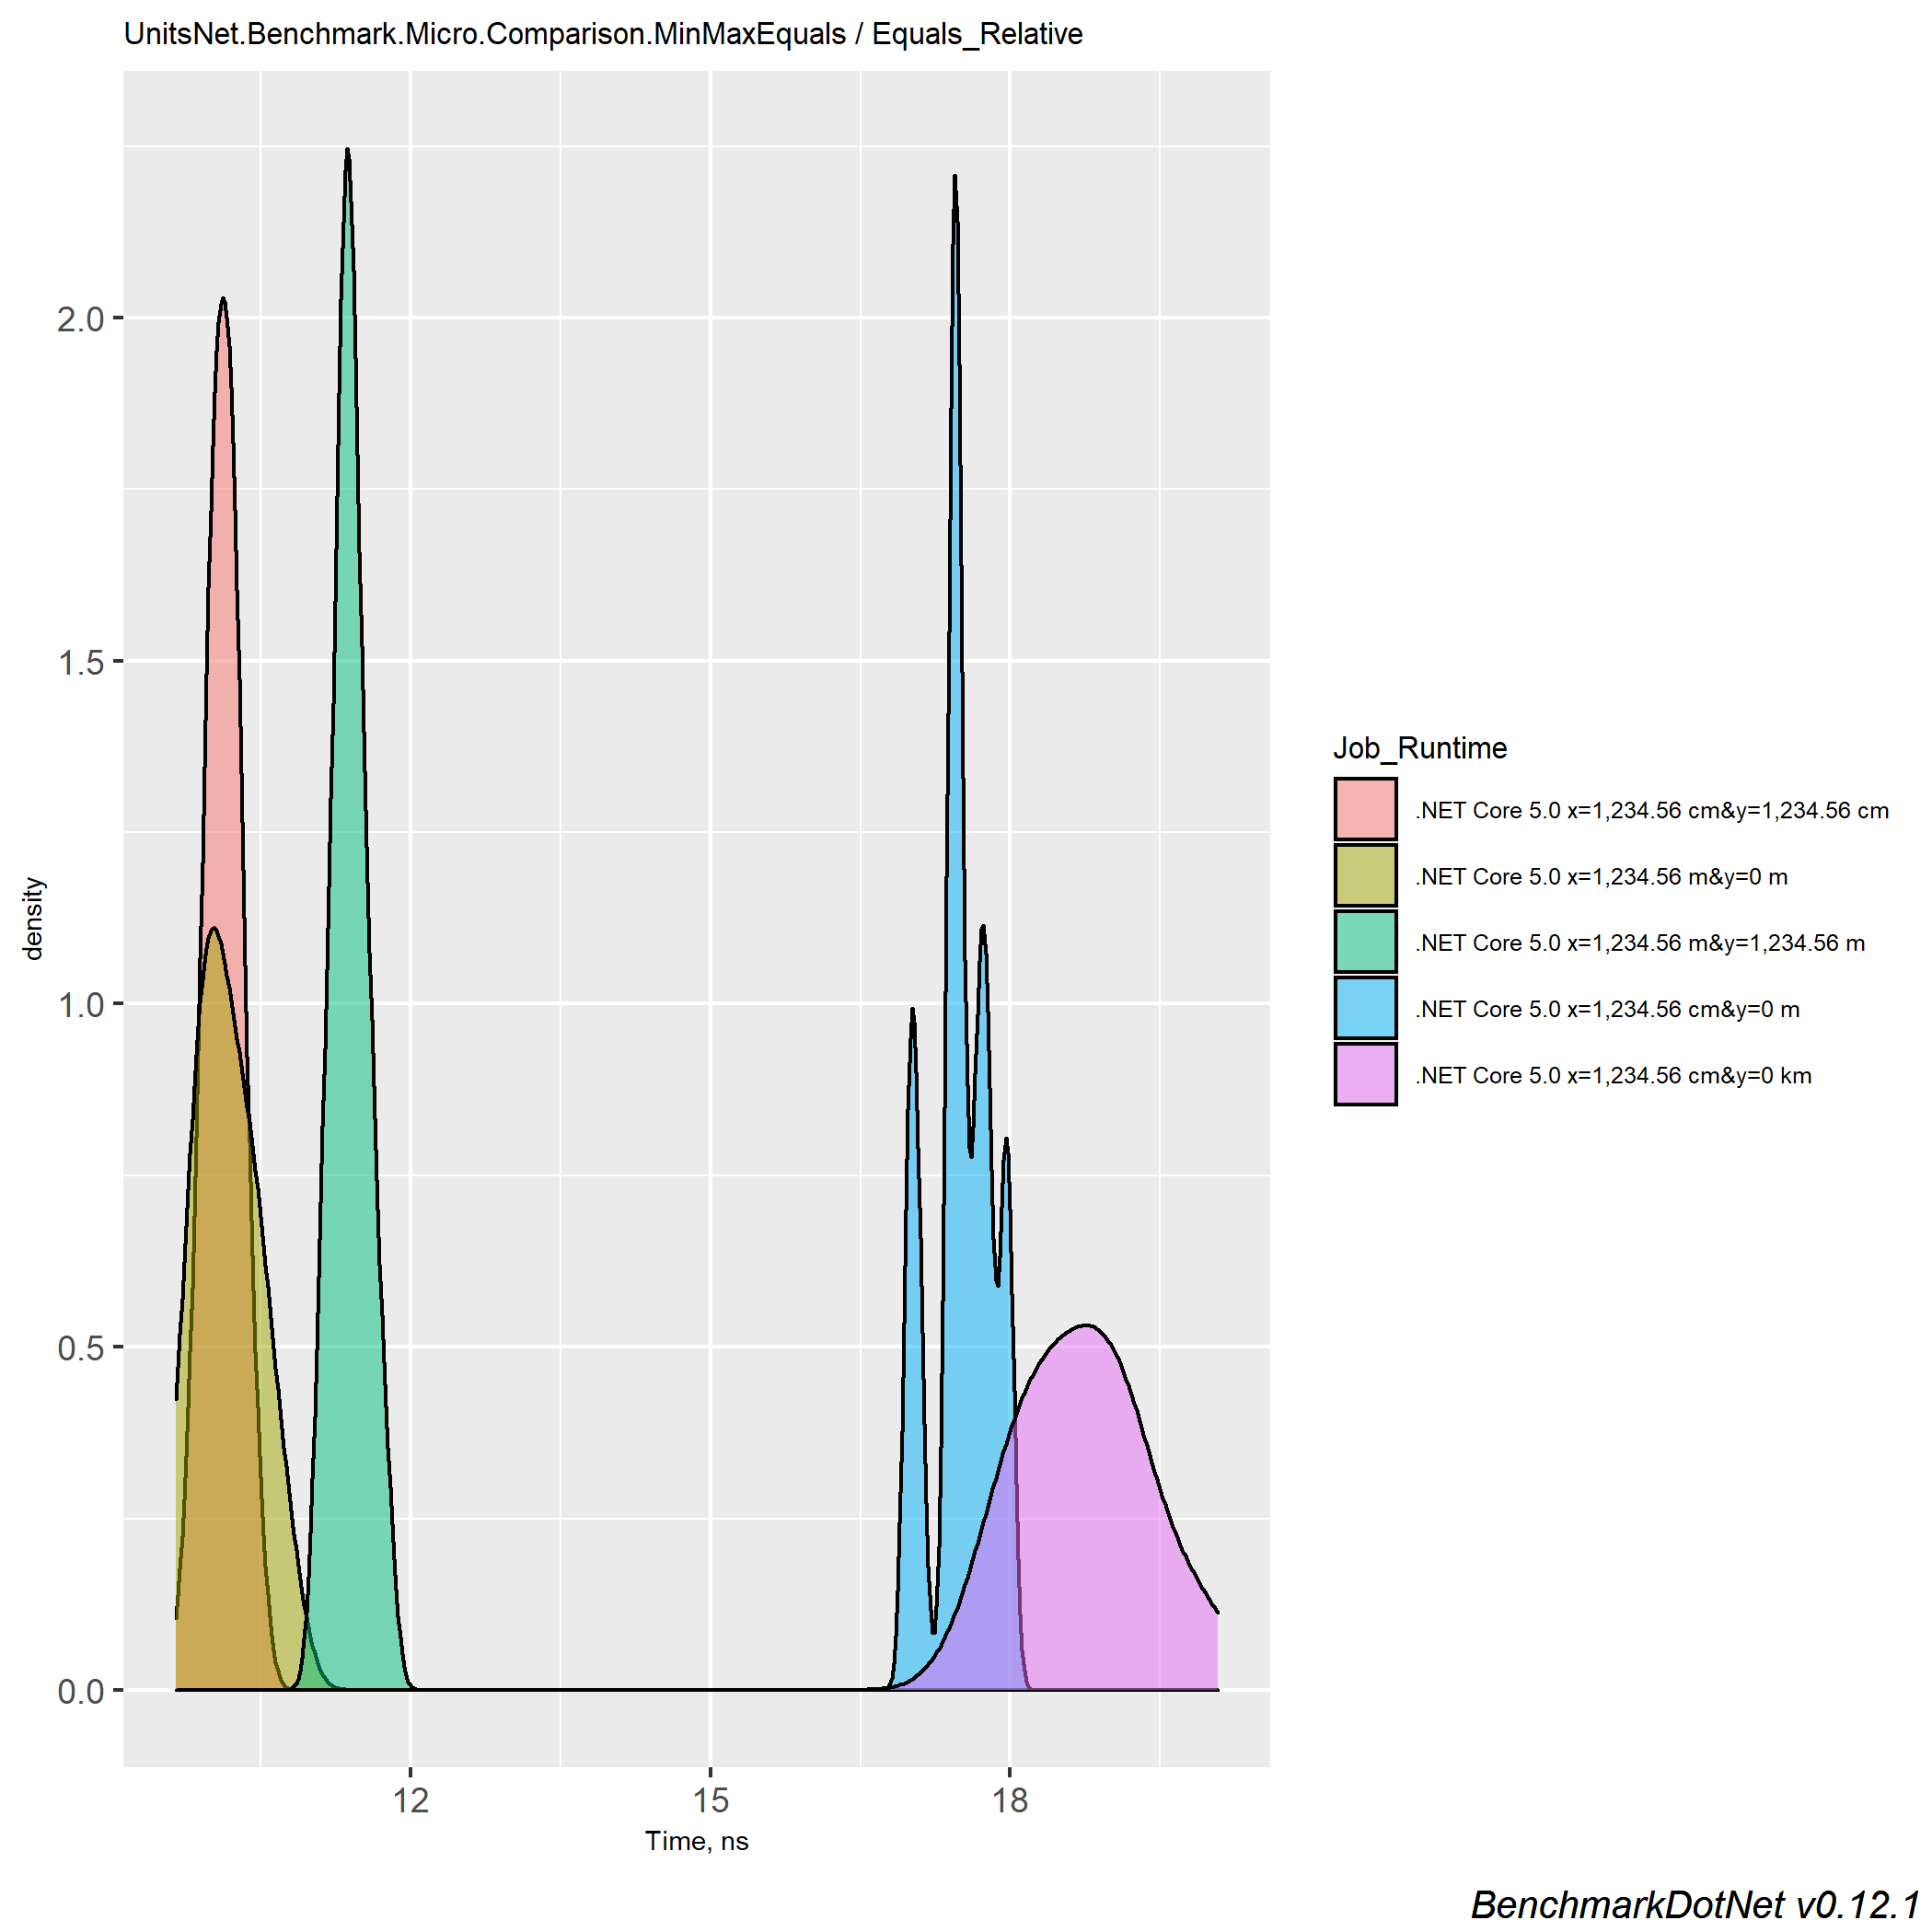 UnitsNet.Benchmark.Micro.Comparison.MinMaxEquals / Equals_Relative
density
2.0
1.5
1.0
0.5
0.0
12 15 18
Time, ns
Job_Runtime
.NET Core 5.0 x=1,234.56 cm&y=1,234.56 cm
.NET Core 5.0 x=1,234.56 m&y=0 m
.NET Core 5.0 x=1,234.56 m&y=1,234.56 m
.NET Core 5.0 x=1,234.56 cm&y=0 m
.NET Core 5.0 x=1,234.56 cm&y=0 km
BenchmarkDotNet v0.12.1